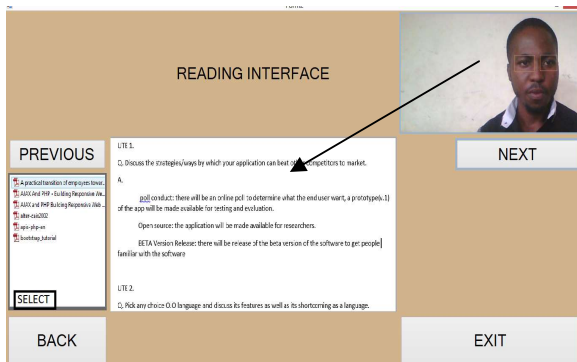 READING INTERFACE
PREVIOUS
NEXT
A practical transition of employees towar...
AJAX And PHP - Building Responsive We...
AJAX and PHP Building Responsive Web ...
apis-php-en
bootstrap_tutorial
SELECT
LITE 1.
Q. Discuss the strategies/ways by which your application can beat other competitors to market.
A.
poll conduct: there will be an online poll to determine what the end user want, a prototype(v.1)
of the app will be made available for testing and evaluation.
Open source: the application will be made available for researchers.
BETA Version Release: there will be release of the beta version of the software to get people
familiar with the software
LITE 2.
Q. Pick any choice O.O language and discuss its features as well as its shortcoming as a language.
BACK
EXIT